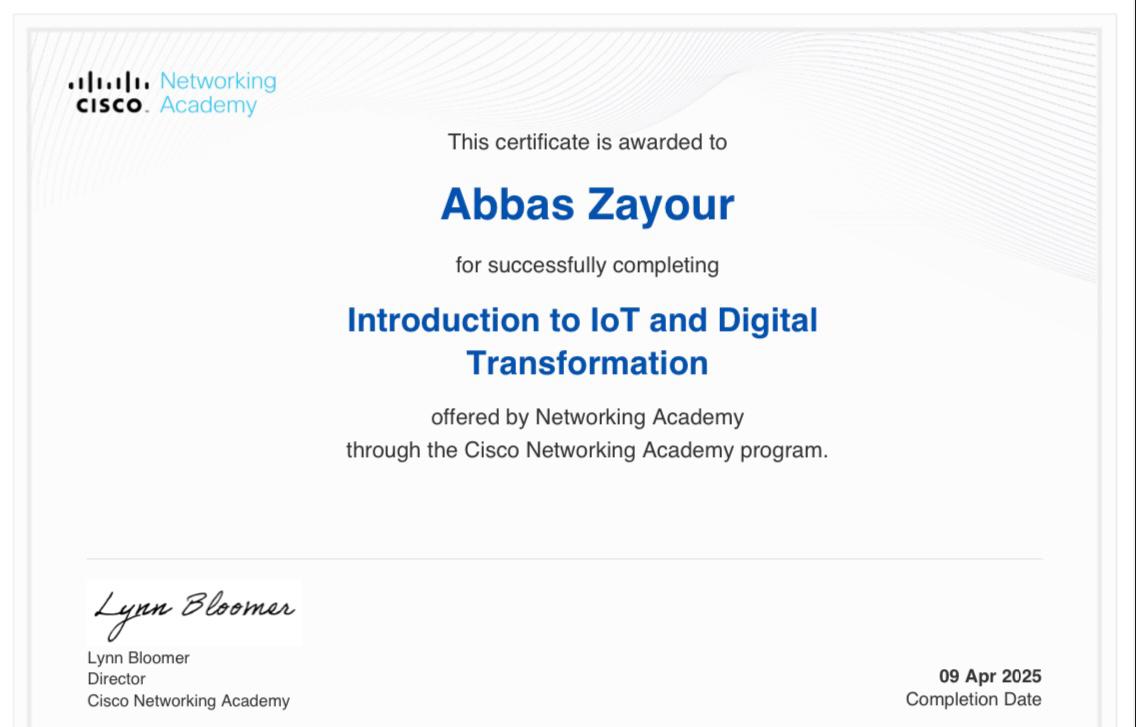 CISCO. Networking
Academy
This certificate is awarded to
Abbas Zayour
for successfully completing
Introduction to IoT and Digital
Transformation
offered by Networking Academy
through the Cisco Networking Academy program.
Lynn Bloomer
Lynn Bloomer
Director
Cisco Networking Academy
09 Apr 2025
Completion Date